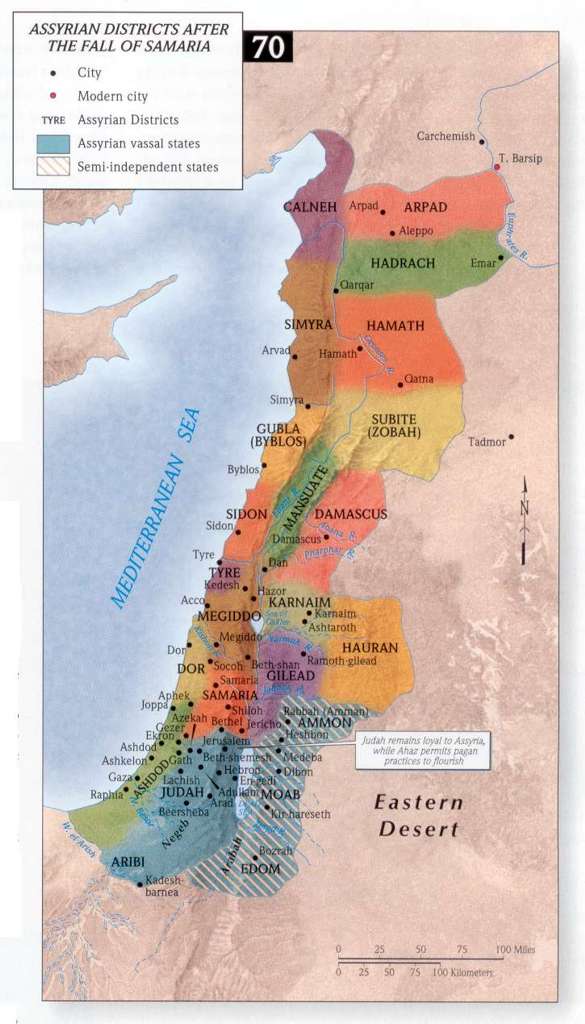 ASSYRIAN DISTRICTS AFTER
THE FALL OF SAMARIA
City
Modern city
TYRE Assyrian Districts
Assyrian vassal states
Semi-independent states
70
Carchemish
T. Barsip
CALNEH
Arpad
ARPAD
Aleppo
Euphrates R.
HADRACH
Emar
Qarqar
SIMYRA
HAMATH
Arvad
Hamath
Orontes R.
Qatna
Simyra
GUBLA
(BYBLOS)
SUBITE
(ZOBAH)
Tadmor
Byblos
MEDITERRANEAN SEA
MANSUATE
N
SIDON
DAMASCUS
Sidon
Abana R.
Damascus
Pharphar R.
Tyre
Dan
TYRE
Kedesh
Hazor
Acco
KARNAIM
MEGIDDO
Karnaim
Sea of
Ashtaroth
Kishon R.
Megiddo
Yarmuk R.
HAURAN
Dor
Beth-shan
Ramoth-gilead
DOR
Socoh
GILEAD
Samaria
Aphek
SAMARIA
Joppa
Shiloh
Rabbah (Amman)
Azekah
Bethel
Jericho
AMMON
Gezer
Heshbon
Ekron
Jerusalem
Judah remains loyal to Assyria,
while Ahaz permits pagan
practices to flourish
Ashdod
Gath
Beth-shemesh
Medeba
Ashkelon
ASHDOD
Hebron
Dibon
Gaza
Lachish
En-gedi
Adullam
Raphia
JUDAH
MOAB
Arad
Beersheba
Kir-hareseth
Eastern
Desert
Negeb
W. el-Arish
Arabah
Bozrah
ARIBI
EDOM
Kadesh-
barnea
0 25 50 75 100 Miles
0 25 50 75 100 Kilometers